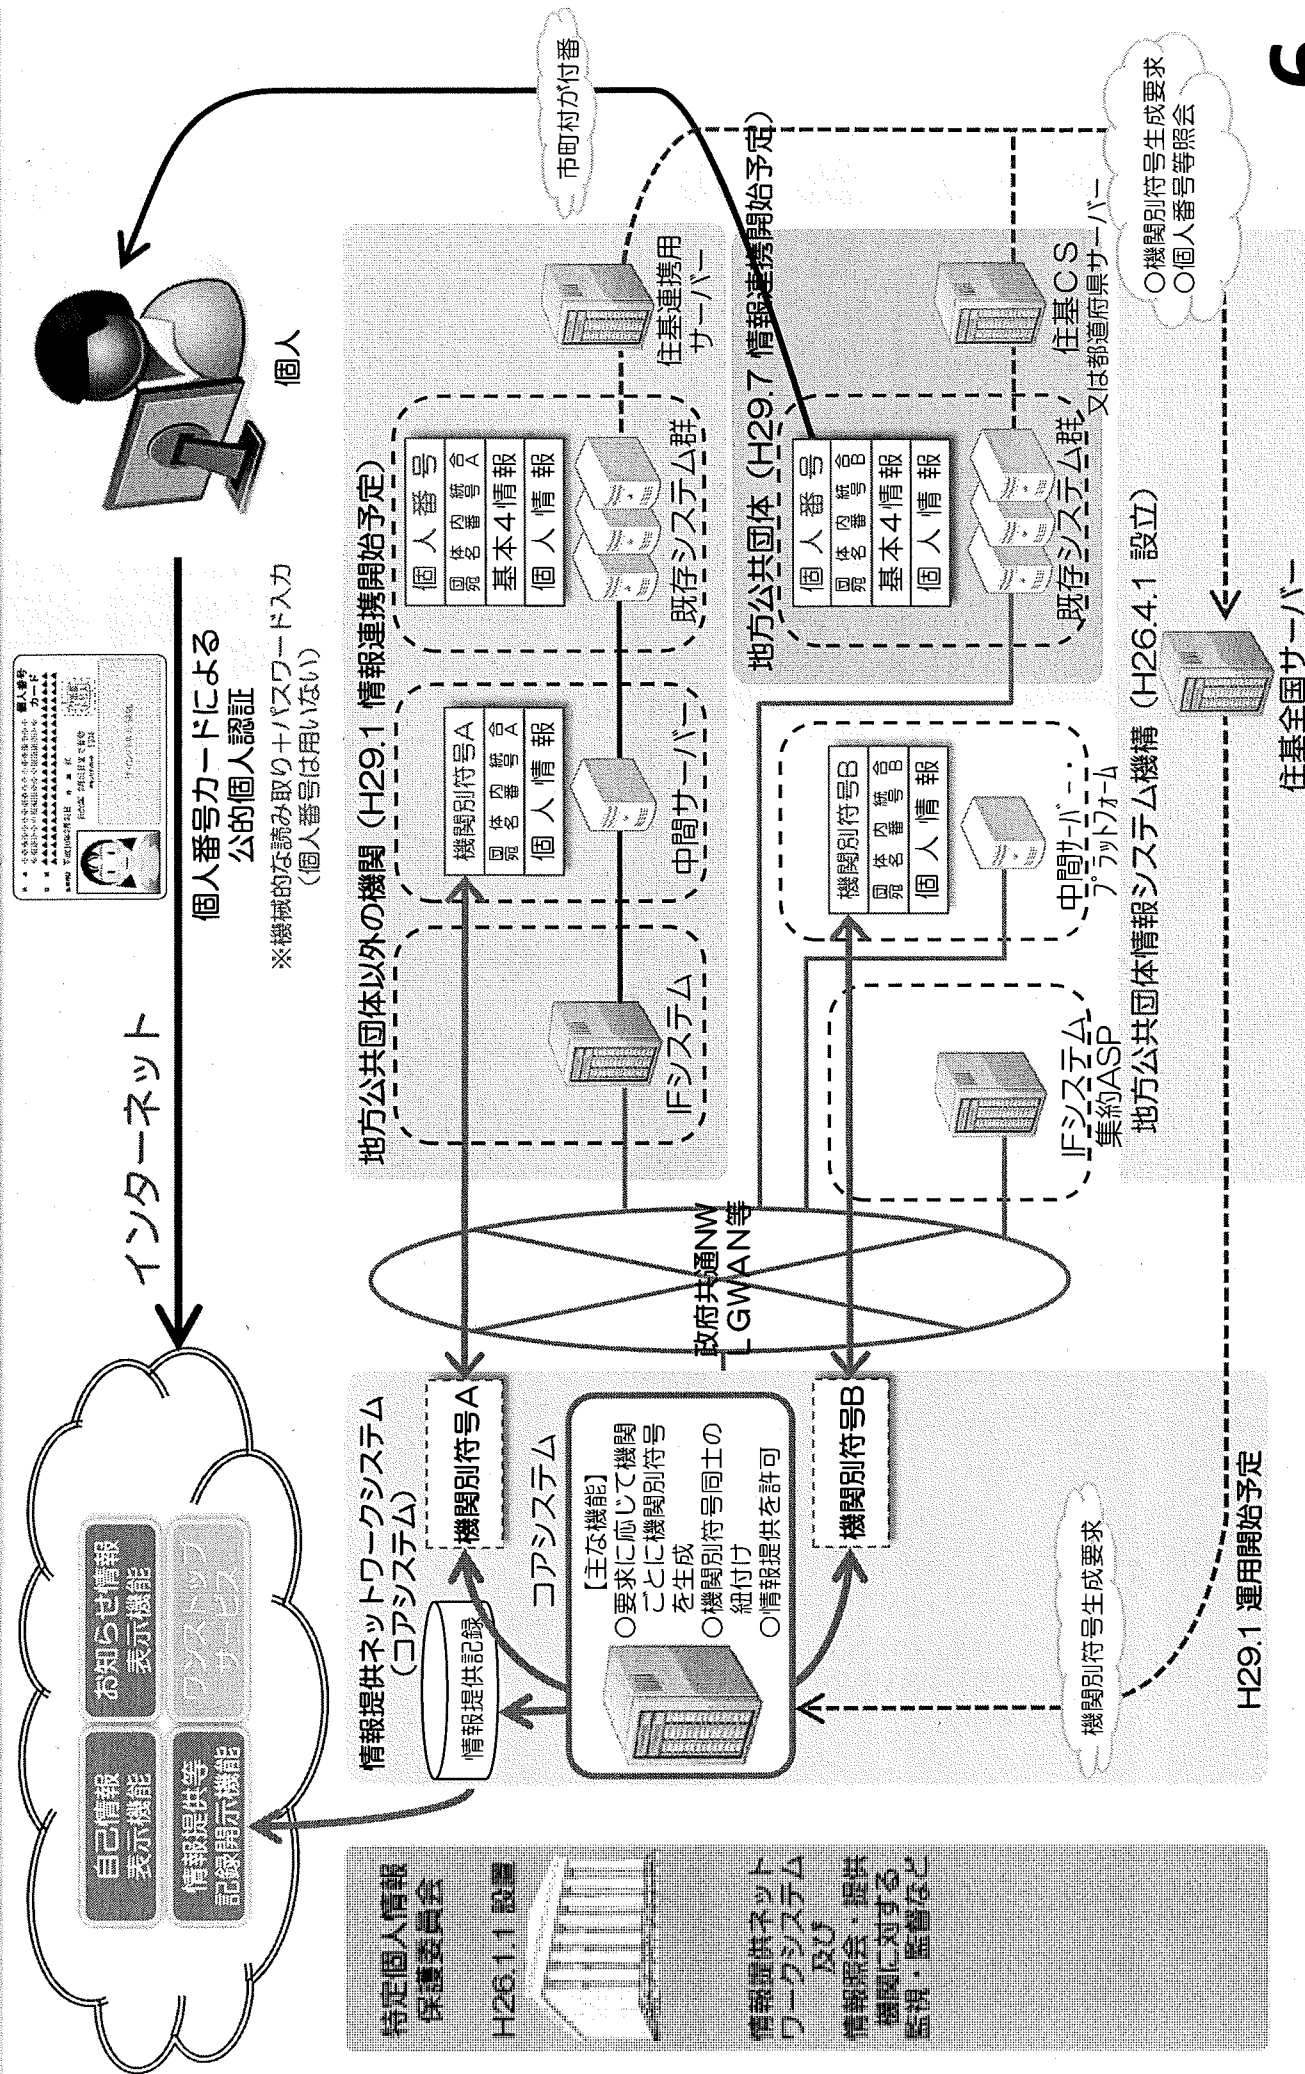 自己情報
表示機能
お知らせ情報
表示機能
情報提供等
記録開示機能
ワンストップ
サービス
インターネット
個人番号
カード
個人番号カードによる
公的個人認証
※機械的な読み取り+パスワード入力
(個人番号は用いない)
個人
市町村が付番
特定個人情報
保護委員会
H26.1.1 設置
情報提供ネット
ワークシステム
及び
情報照会・提供
機関に対する
監視・監督など
情報提供ネットワークシステム
(コアシステム)
情報提供記録
機関別符号A
コアシステム
【主な機能】
○要求に応じて機関
ごとに機関別符号
を生成
○機関別符号同士の
紐付け
○情報提供を許可
機関別符号B
機関別符号生成要求
H29.1 運用開始予定
政府共通NW
LGWAN等
地方公共団体以外の機関(H29.1 情報連携開始予定)
IFシステム
機関別符号A
団体内統合
宛名番号A
個人情報
中間サーバー
個人番号
団体内統合
宛名番号A
基本4情報
個人情報
既存システム群
住基連携用
サーバー
地方公共団体(H29.7 情報連携開始予定)
個人番号
団体内統合
宛名番号B
基本4情報
個人情報
既存システム群
住基CS
又は都道府県サーバー
機関別符号B
団体内統合
宛名番号B
個人情報
中間サーバー・
プラットフォーム
IFシステム
集約ASP
地方公共団体情報システム機構(H26.4.1 設立)
住基全国サーバー
○機関別符号生成要求
○個人番号等照会